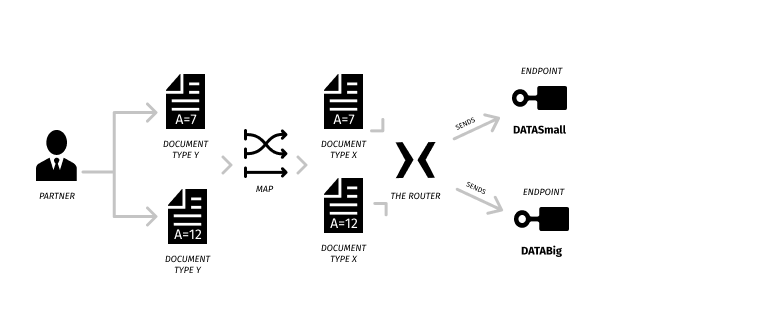 PARTNER
A=7
DOCUMENT
TYPE Y
A=12
DOCUMENT
TYPE Y
MAP
A=7
DOCUMENT
TYPE X
A=12
DOCUMENT
TYPE X
THE ROUTER
SENDS
SENDS
ENDPOINT
DATASmall
ENDPOINT
DATABig